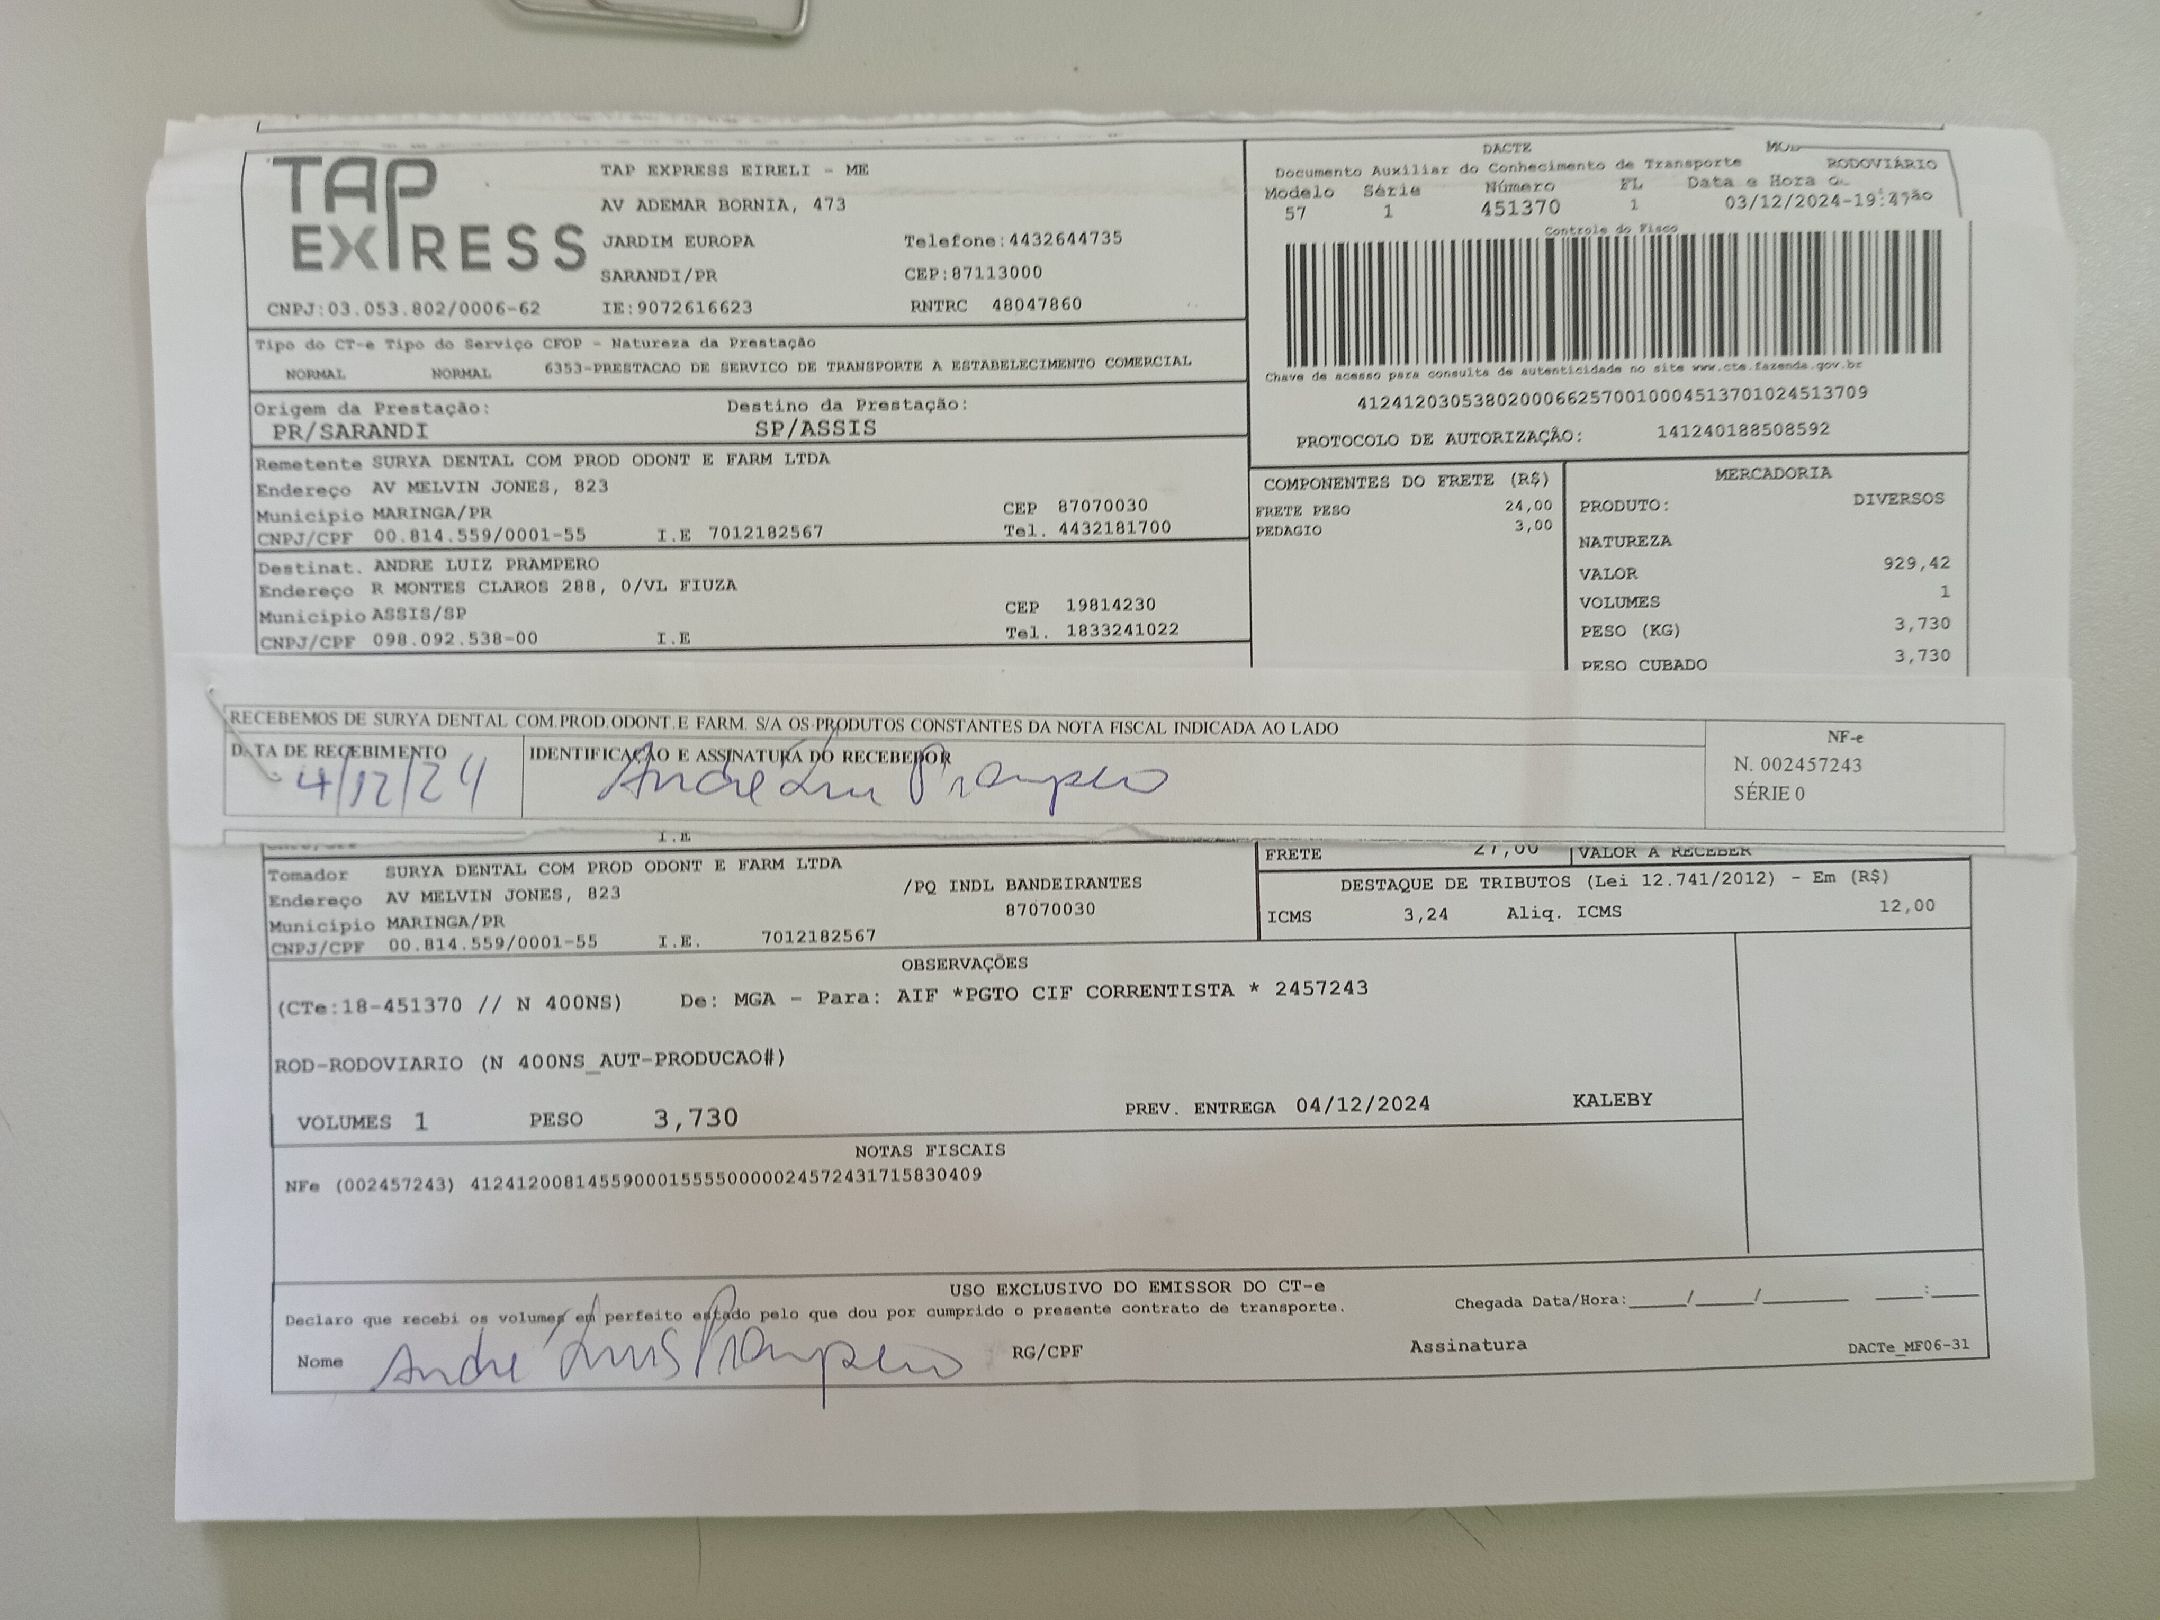 TAP EXPRESS
TAP EXPRESS EIRELI - ME
AV ADEMAR BORNIA, 473
JARDIM EUROPA Telefone:4432644735
SARANDI/PR CEP:87113000
CNPJ:03.053.802/0006-62 IE:9072616623 RNTRC 48047860
DACTE
Documento Auxiliar do Conhecimento de Transporte RODOVIÁRIO
Modelo Série Número FL Data e Hora
57 1 451370 1 03/12/2024-19:47
Controle do Fisco
Chave de acesso para consulta de autenticidade no site www.cte.fazenda.gov.br
41241203053802000662570010004513701024513709
PROTOCOLO DE AUTORIZAÇÃO: 141240188508592
Tipo do CT-e Tipo do Serviço CFOP - Natureza da Prestação
NORMAL NORMAL 6353-PRESTACAO DE SERVICO DE TRANSPORTE A ESTABELECIMENTO COMERCIAL
Origem da Prestação: Destino da Prestação:
PR/SARANDI SP/ASSIS
Remetente SURYA DENTAL COM PROD ODONT E FARM LTDA
Endereço AV MELVIN JONES, 823
Município MARINGA/PR CEP 87070030
CNPJ/CPF 00.814.559/0001-55 I.E 7012182567 Tel. 4432181700
Destinat. ANDRE LUIZ PRAMPERO
Endereço R MONTES CLAROS 288, 0/VL FIUZA
Município ASSIS/SP CEP 19814230
CNPJ/CPF 098.092.538-00 I.E Tel. 1833241022
COMPONENTES DO FRETE (R$)
FRETE PESO 24,00
PEDAGIO 3,00
MERCADORIA
PRODUTO: DIVERSOS
NATUREZA
VALOR 929,42
VOLUMES 1
PESO (KG) 3,730
PESO CUBADO 3,730
RECEBEMOS DE SURYA DENTAL COM.PROD.ODONT.E FARM. S/A OS PRODUTOS CONSTANTES DA NOTA FISCAL INDICADA AO LADO
DATA DE RECEBIMENTO IDENTIFICAÇÃO E ASSINATURA DO RECEBEDOR
4/12/24 André Luis Prampero
NF-e
N. 002457243
SÉRIE 0
I.E
FRETE 27,00 VALOR A RECEBER
Tomador SURYA DENTAL COM PROD ODONT E FARM LTDA
Endereço AV MELVIN JONES, 823 /PQ INDL BANDEIRANTES
Município MARINGA/PR 87070030
CNPJ/CPF 00.814.559/0001-55 I.E. 7012182567
DESTAQUE DE TRIBUTOS (Lei 12.741/2012) - Em (R$)
ICMS 3,24 Aliq. ICMS 12,00
OBSERVAÇÕES
(CTe:18-451370 // N 400NS) De: MGA - Para: AIF *PGTO CIF CORRENTISTA * 2457243
ROD-RODOVIARIO (N 400NS_AUT-PRODUCAO#)
VOLUMES 1 PESO 3,730 PREV. ENTREGA 04/12/2024 KALEBY
NOTAS FISCAIS
NFe (002457243) 41241200814559000155550000024572431715830409
USO EXCLUSIVO DO EMISSOR DO CT-e
Declaro que recebi os volumes em perfeito estado pelo que dou por cumprido o presente contrato de transporte. Chegada Data/Hora:____/____/______ ____:____
Nome André Luis Prampero RG/CPF Assinatura DACTe_MF06-31